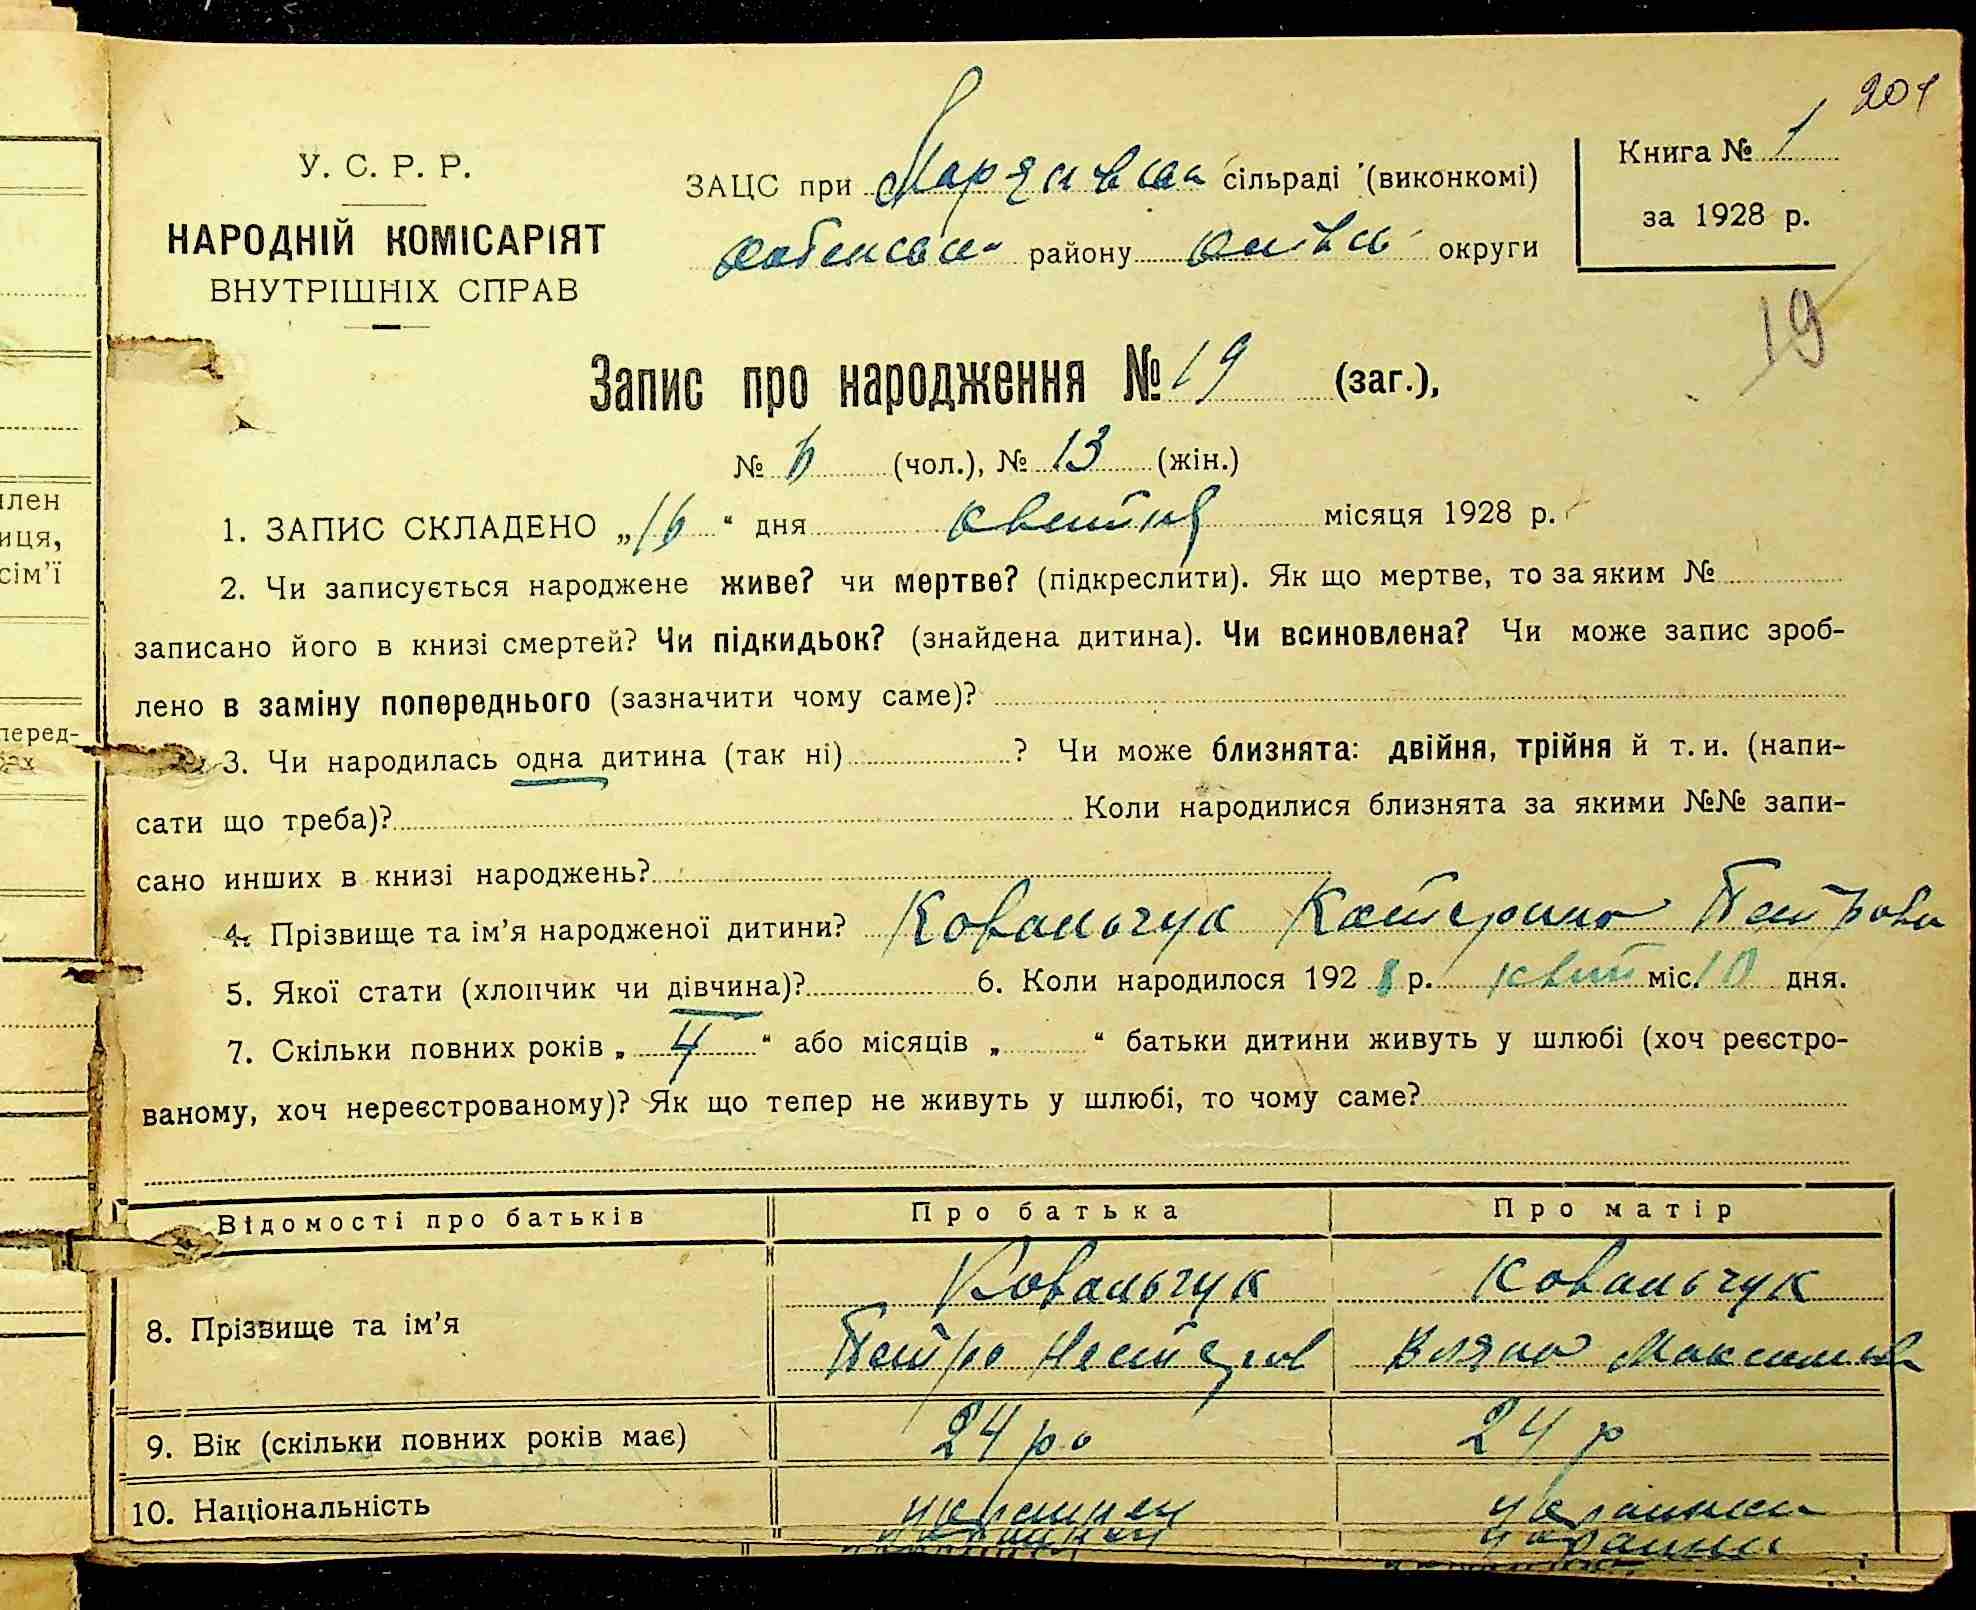 201
У. С. Р. Р.
НАРОДНІЙ КОМІСАРІЯТ
ВНУТРІШНІХ СПРАВ
ЗАЦС при сільраді (виконкомі)
району округи
Книга № 1
за 1928 р.
19
Запис про народження № 19 (заг.),
№ 6 (чол.), № 13 (жін.)
1. ЗАПИС СКЛАДЕНО „16“ дня квітня місяця 1928 р.
2. Чи записується народжене живе? чи мертве? (підкреслити). Як що мертве, то за яким №
записано його в книзі смертей? Чи підкидьок? (знайдена дитина). Чи всиновлена? Чи може запис зроб-
лено в заміну попереднього (зазначити чому саме)?
3. Чи народилась одна дитина (так ні) ? Чи може близнята: двійня, трійня й т. и. (напи-
сати що треба)? Коли народилися близнята за якими №№ запи-
сано инших в книзі народжень?
4. Прізвище та ім’я народженої дитини? Ковальчук Катерина Петрова
5. Якої стати (хлопчик чи дівчина)? 6. Коли народилося 1928 р. квіт міс. 10 дня.
7. Скільки повних років „ 4 “ або місяців „ “ батьки дитини живуть у шлюбі (хоч реєстро-
ваному, хоч нереєстрованому)? Як що тепер не живуть у шлюбі, то чому саме?
Відомості про батьків Про батька Про матір
8. Прізвище та ім’я Ковальчук Ковальчук
Петро Нестеров Максимов
9. Вік (скільки повних років має) 24 ро 24 р
10. Національність українец українка
член
иця,
сім’ї
перед-